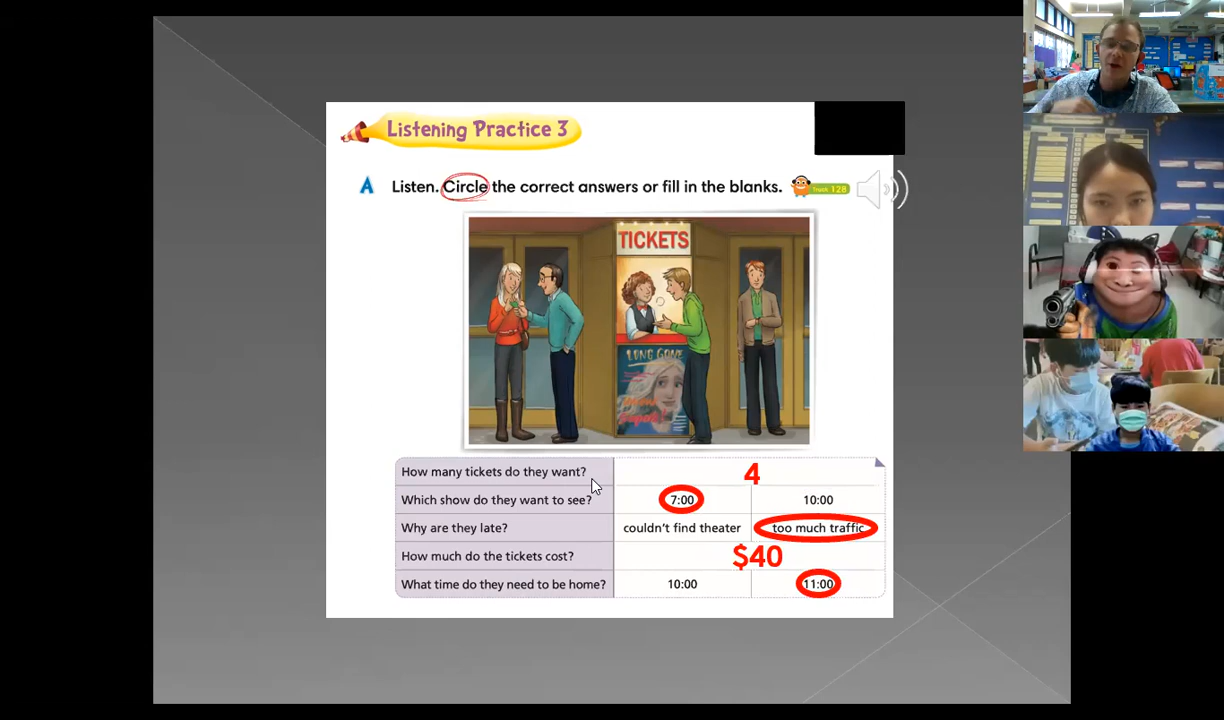 Listening Practice 3
A Listen. Circle the correct answers or fill in the blanks. Track 128
TICKETS
LONG GONE
How many tickets do they want? 4
Which show do they want to see? 7:00 10:00
Why are they late? couldn't find theater too much traffic
How much do the tickets cost? $40
What time do they need to be home? 10:00 11:00